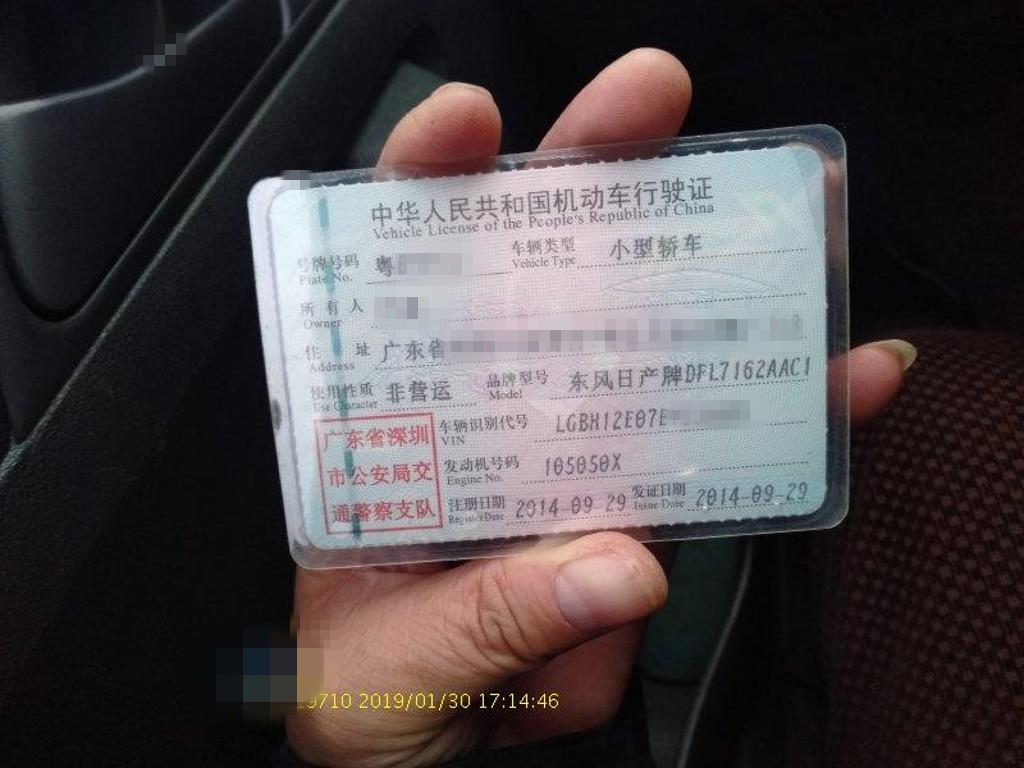 中华人民共和国机动车行驶证
Vehicle License of the People's Republic of China
号牌号码 粤 车辆类型 小型轿车
Plate No. Vehicle Type
所有人
Owner
住址 广东省
Address
使用性质 非营运 品牌型号 东风日产牌DFL7162AAC1
Use Character Model
广东省深圳
市公安局交
通警察支队
车辆识别代号 LGBH12E07E
VIN
发动机号码 105050X
Engine No.
注册日期 2014-09-29 发证日期 2014-09-29
Register Date Issue Date
9710 2019/01/30 17:14:46